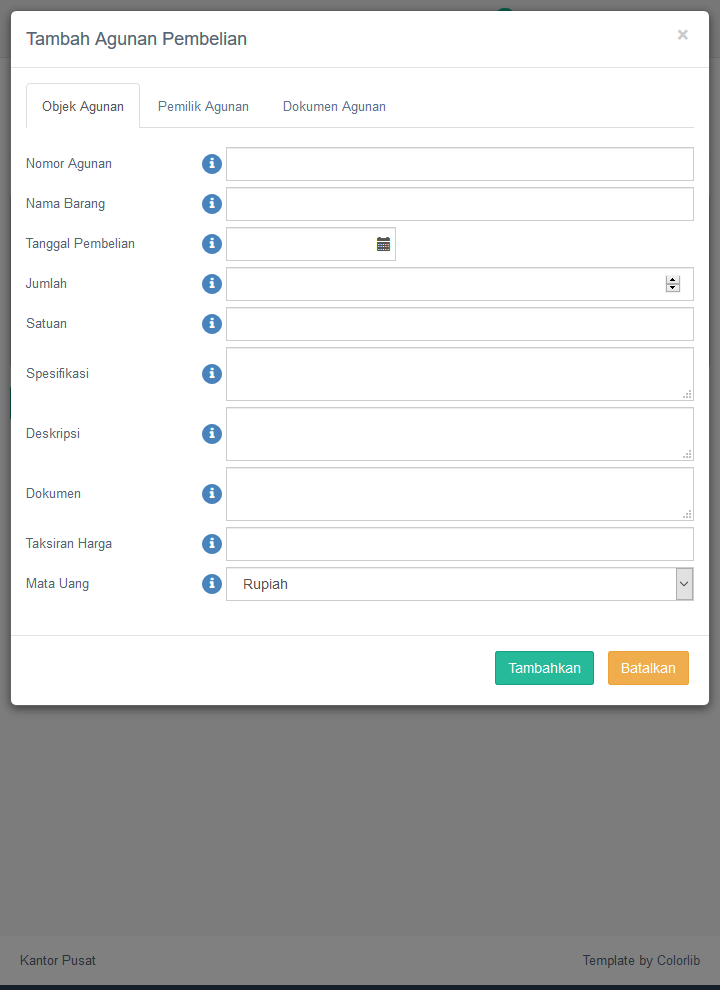 Tambah Agunan Pembelian ×
Objek Agunan Pemilik Agunan Dokumen Agunan
Nomor Agunan
Nama Barang
Tanggal Pembelian
Jumlah
Satuan
Spesifikasi
Deskripsi
Dokumen
Taksiran Harga
Mata Uang Rupiah
Tambahkan Batalkan
Kantor Pusat Template by Colorlib